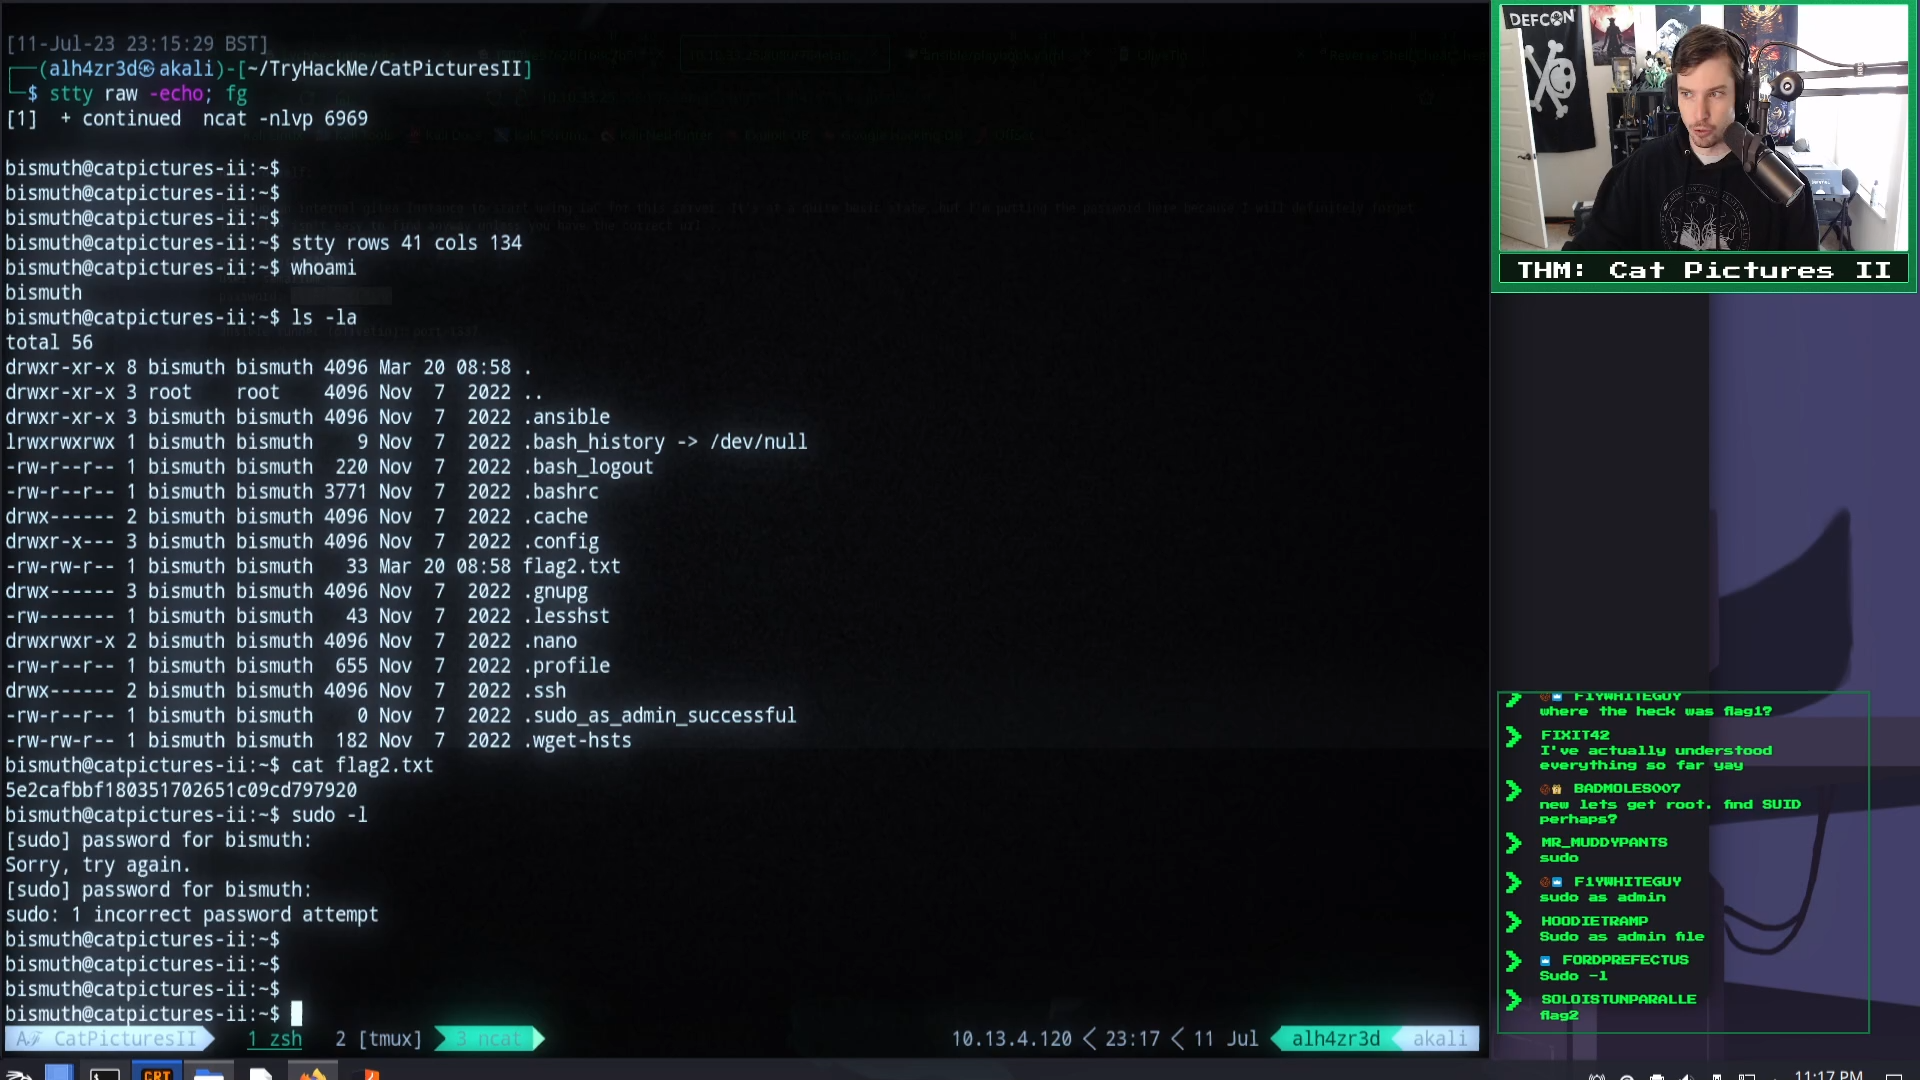 [11-Jul-23 23:15:29 BST]
(alh4zr3d㉿akali)-[~/TryHackMe/CatPicturesII]
$ stty raw -echo; fg
[1]  + continued  ncat -nlvp 6969
bismuth@catpictures-ii:~$
bismuth@catpictures-ii:~$
bismuth@catpictures-ii:~$
bismuth@catpictures-ii:~$ stty rows 41 cols 134
bismuth@catpictures-ii:~$ whoami
bismuth
bismuth@catpictures-ii:~$ ls -la
total 56
drwxr-xr-x 8 bismuth bismuth 4096 Mar 20 08:58 .
drwxr-xr-x 3 root    root    4096 Nov  7  2022 ..
drwxr-xr-x 3 bismuth bismuth 4096 Nov  7  2022 .ansible
lrwxrwxrwx 1 bismuth bismuth    9 Nov  7  2022 .bash_history -> /dev/null
-rw-r--r-- 1 bismuth bismuth  220 Nov  7  2022 .bash_logout
-rw-r--r-- 1 bismuth bismuth 3771 Nov  7  2022 .bashrc
drwx------ 2 bismuth bismuth 4096 Nov  7  2022 .cache
drwxr-x--- 3 bismuth bismuth 4096 Nov  7  2022 .config
-rw-rw-r-- 1 bismuth bismuth   33 Mar 20 08:58 flag2.txt
drwx------ 3 bismuth bismuth 4096 Nov  7  2022 .gnupg
-rw------- 1 bismuth bismuth   43 Nov  7  2022 .lesshst
drwxrwxr-x 2 bismuth bismuth 4096 Nov  7  2022 .nano
-rw-r--r-- 1 bismuth bismuth  655 Nov  7  2022 .profile
drwx------ 2 bismuth bismuth 4096 Nov  7  2022 .ssh
-rw-r--r-- 1 bismuth bismuth    0 Nov  7  2022 .sudo_as_admin_successful
-rw-rw-r-- 1 bismuth bismuth  182 Nov  7  2022 .wget-hsts
bismuth@catpictures-ii:~$ cat flag2.txt
5e2cafbbf180351702651c09cd797920
bismuth@catpictures-ii:~$ sudo -l
[sudo] password for bismuth:
Sorry, try again.
[sudo] password for bismuth:
sudo: 1 incorrect password attempt
bismuth@catpictures-ii:~$
bismuth@catpictures-ii:~$
bismuth@catpictures-ii:~$
bismuth@catpictures-ii:~$
CatPicturesII 1 zsh 2 [tmux] 3 ncat 10.13.4.120 23:17 11 Jul alh4zr3d akali
11:17 PM
DEFCON
THM: Cat Pictures II
F1YWHITEGUY
where the heck was flag1?
FIXIT42
I've actually understood
everything so far yay
BADMOLES007
new lets get root. find SUID
perhaps?
MR_MUDDYPANTS
sudo
F1YWHITEGUY
sudo as admin
HOODIETRAMP
Sudo as admin file
FORDPREFECTUS
Sudo -l
SOLOISTUNPARALLE
flag2